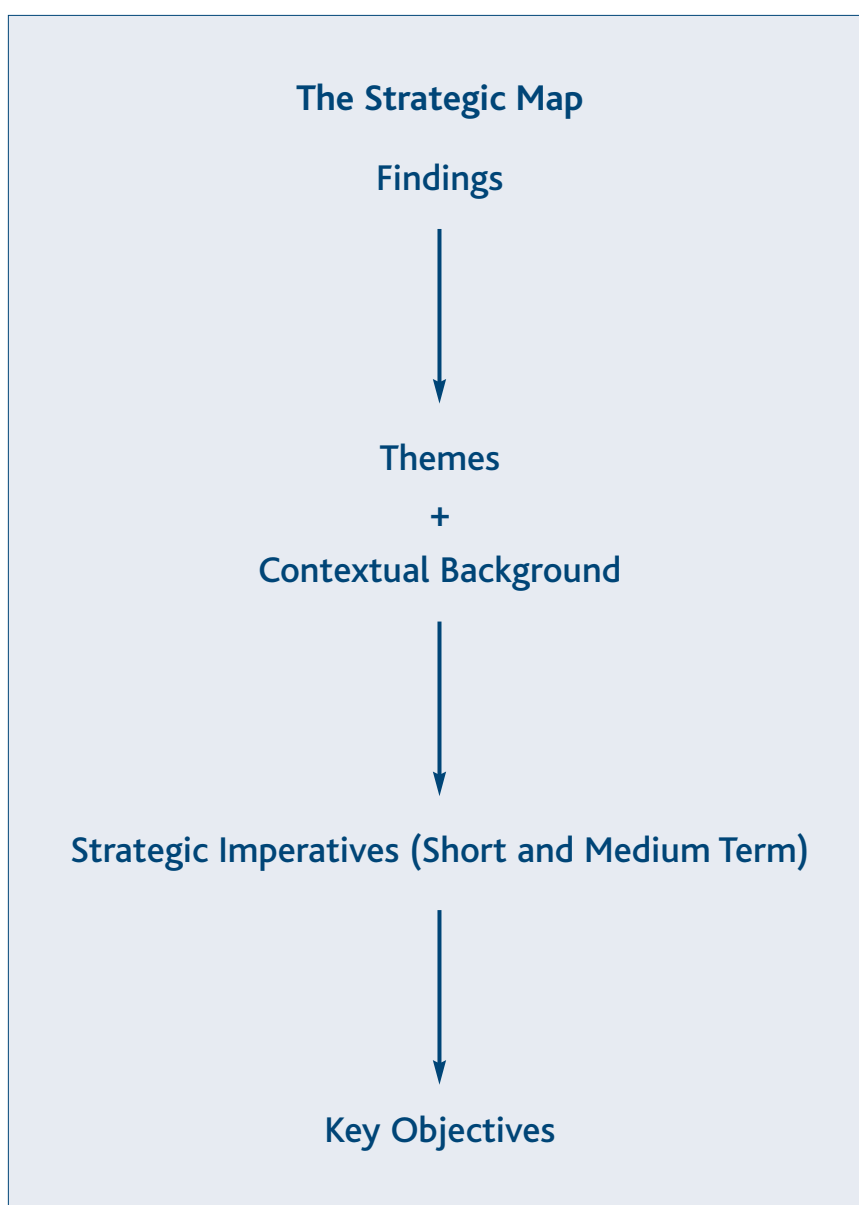 The Strategic Map
Findings
Themes
+
Contextual Background
Strategic Imperatives (Short and Medium Term)
Key Objectives